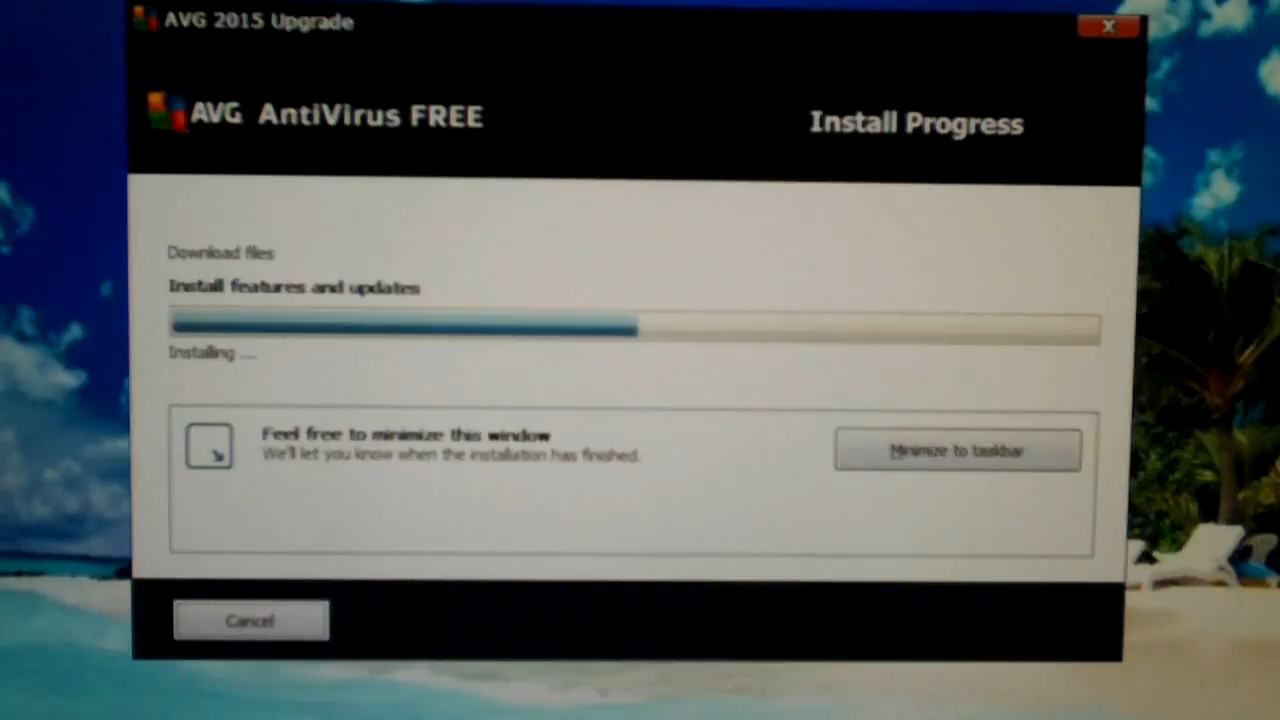 AVG 2015 Upgrade
AVG AntiVirus FREE
Install Progress
Download files
Install features and updates
Installing ...
Feel free to minimize this window
We'll let you know when the installation has finished.
Minimize to taskbar
Cancel